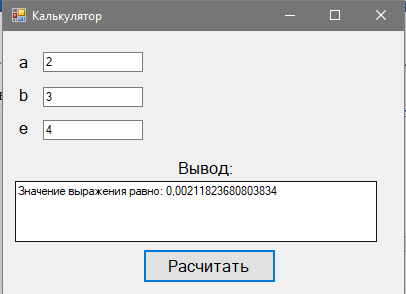 Калькулятор
a 2
b 3
e 4
Вывод:
Значение выражения равно: 0,00211823680803834
Расчитать